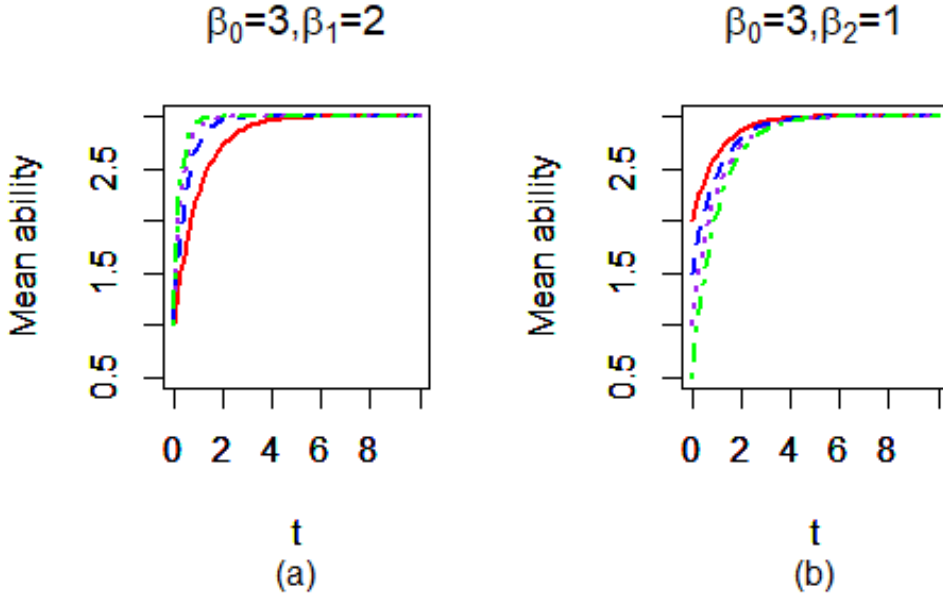 β₀=3,β₁=2
β₀=3,β₂=1
Mean ability
0.5
1.5
2.5
0 2 4 6 8
t
(a)
Mean ability
0.5
1.5
2.5
0 2 4 6 8
t
(b)